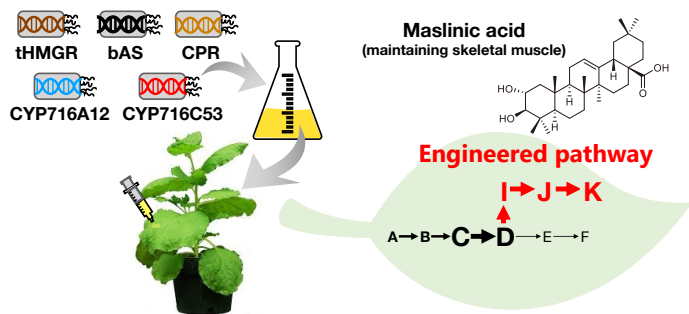 tHMGR
bAS
CPR
CYP716A12
CYP716C53
Maslinic acid
(maintaining skeletal muscle)
H
OH
O
HO
HO
H
H
Engineered pathway
I J K
A B C D E F